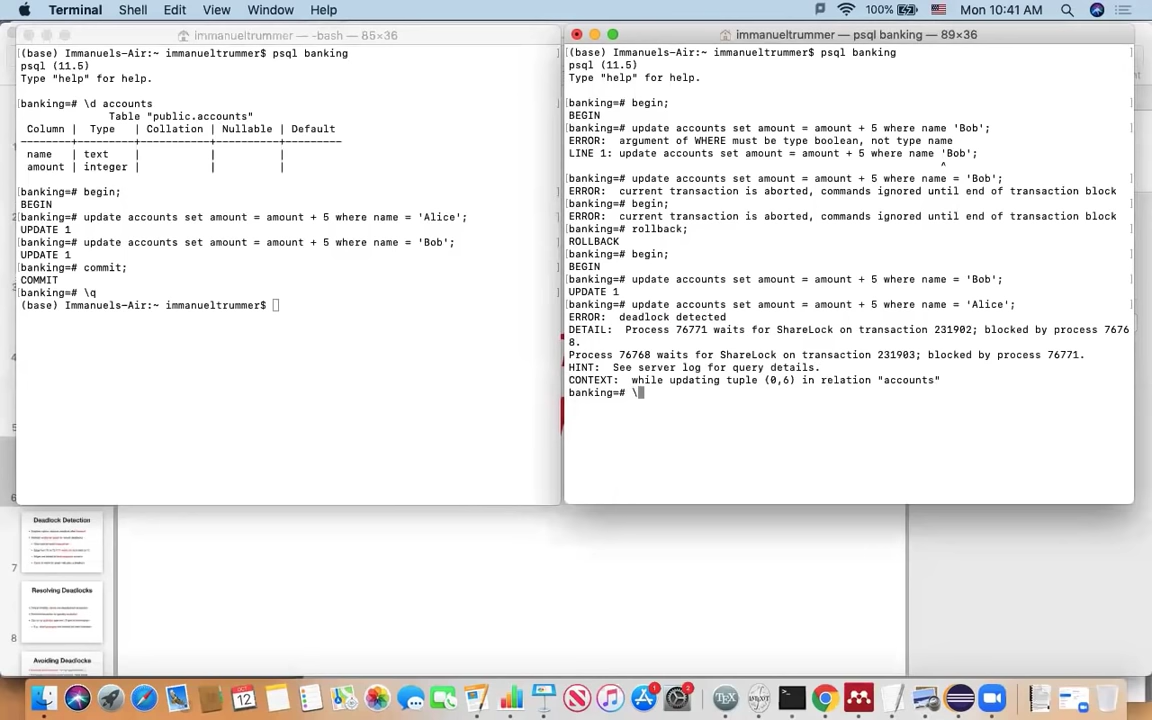 Terminal Shell Edit View Window Help 100% Mon 10:41 AM
immanueltrummer — -bash — 85×36
(base) Immanuels-Air:~ immanueltrummer$ psql banking
psql (11.5)
Type "help" for help.
banking=# \d accounts
Table "public.accounts"
Column | Type | Collation | Nullable | Default
--------+---------+-----------+----------+---------
name | text | | |
amount | integer | | |
banking=# begin;
BEGIN
banking=# update accounts set amount = amount + 5 where name = 'Alice';
UPDATE 1
banking=# update accounts set amount = amount + 5 where name = 'Bob';
UPDATE 1
banking=# commit;
COMMIT
banking=# \q
(base) Immanuels-Air:~ immanueltrummer$
immanueltrummer — psql banking — 89×36
(base) Immanuels-Air:~ immanueltrummer$ psql banking
psql (11.5)
Type "help" for help.
banking=# begin;
BEGIN
banking=# update accounts set amount = amount + 5 where name 'Bob';
ERROR: argument of WHERE must be type boolean, not type name
LINE 1: update accounts set amount = amount + 5 where name 'Bob';
^
banking=# update accounts set amount = amount + 5 where name = 'Bob';
ERROR: current transaction is aborted, commands ignored until end of transaction block
banking=# begin;
ERROR: current transaction is aborted, commands ignored until end of transaction block
banking=# rollback;
ROLLBACK
banking=# begin;
BEGIN
banking=# update accounts set amount = amount + 5 where name = 'Bob';
UPDATE 1
banking=# update accounts set amount = amount + 5 where name = 'Alice';
ERROR: deadlock detected
DETAIL: Process 76771 waits for ShareLock on transaction 231902; blocked by process 7676
8.
Process 76768 waits for ShareLock on transaction 231903; blocked by process 76771.
HINT: See server log for query details.
CONTEXT: while updating tuple (0,6) in relation "accounts"
banking=# \
4
5
6
Deadlock Detection
7
Resolving Deadlocks
8
Avoiding Deadlocks
OCT
12